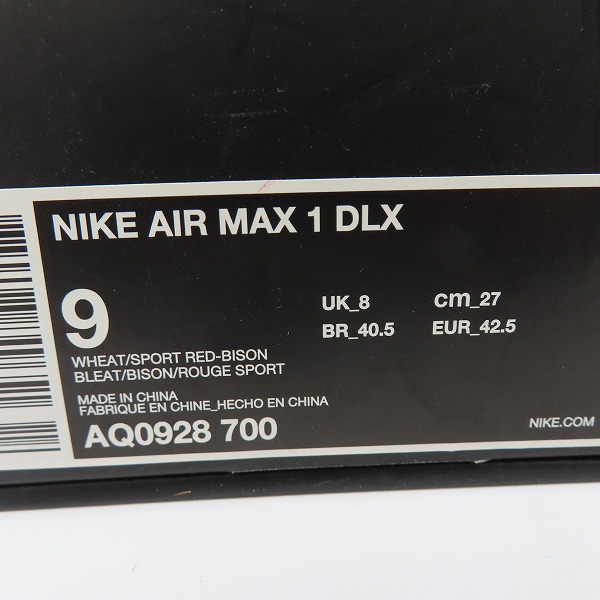 NIKE AIR MAX 1 DLX
9
UK_8 cm_27
BR_40.5 EUR_42.5
WHEAT/SPORT RED-BISON
BLEAT/BISON/ROUGE SPORT
MADE IN CHINA
FABRIQUE EN CHINE_HECHO EN CHINA
AQ0928 700
NIKE.COM